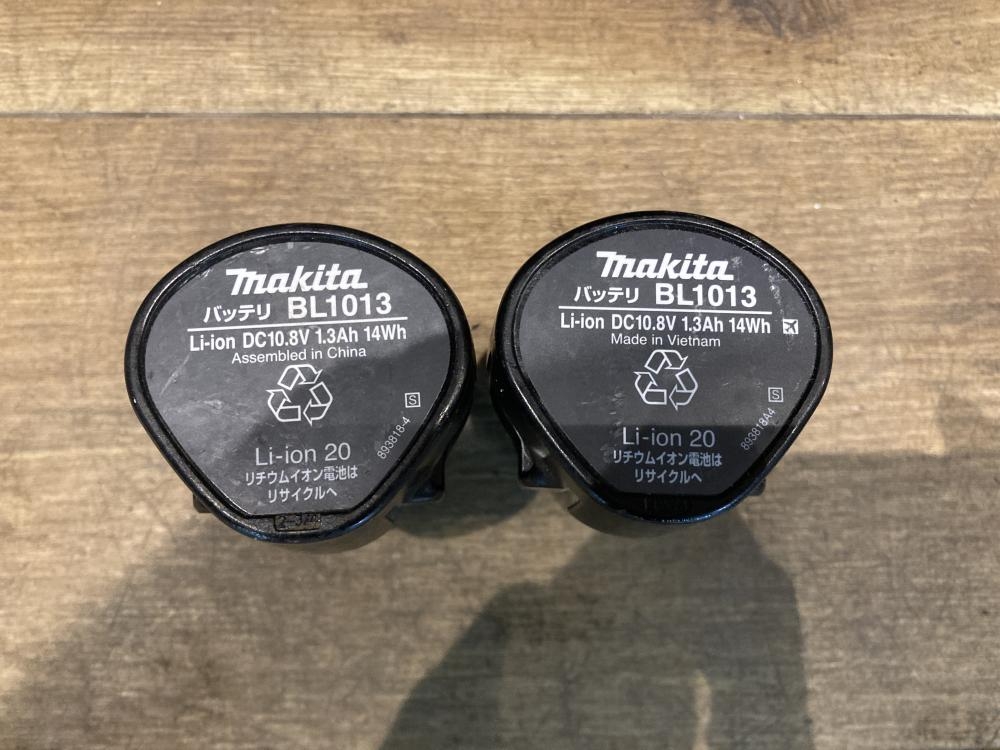 makita
バッテリ BL1013
Li-ion DC10.8V 1.3Ah 14Wh
Assembled in China
S
893818-4
Li-ion 20
リチウムイオン電池は
リサイクルへ
makita
バッテリ BL1013
Li-ion DC10.8V 1.3Ah 14Wh
Made in Vietnam
S
893818A4
Li-ion 20
リチウムイオン電池は
リサイクルへ